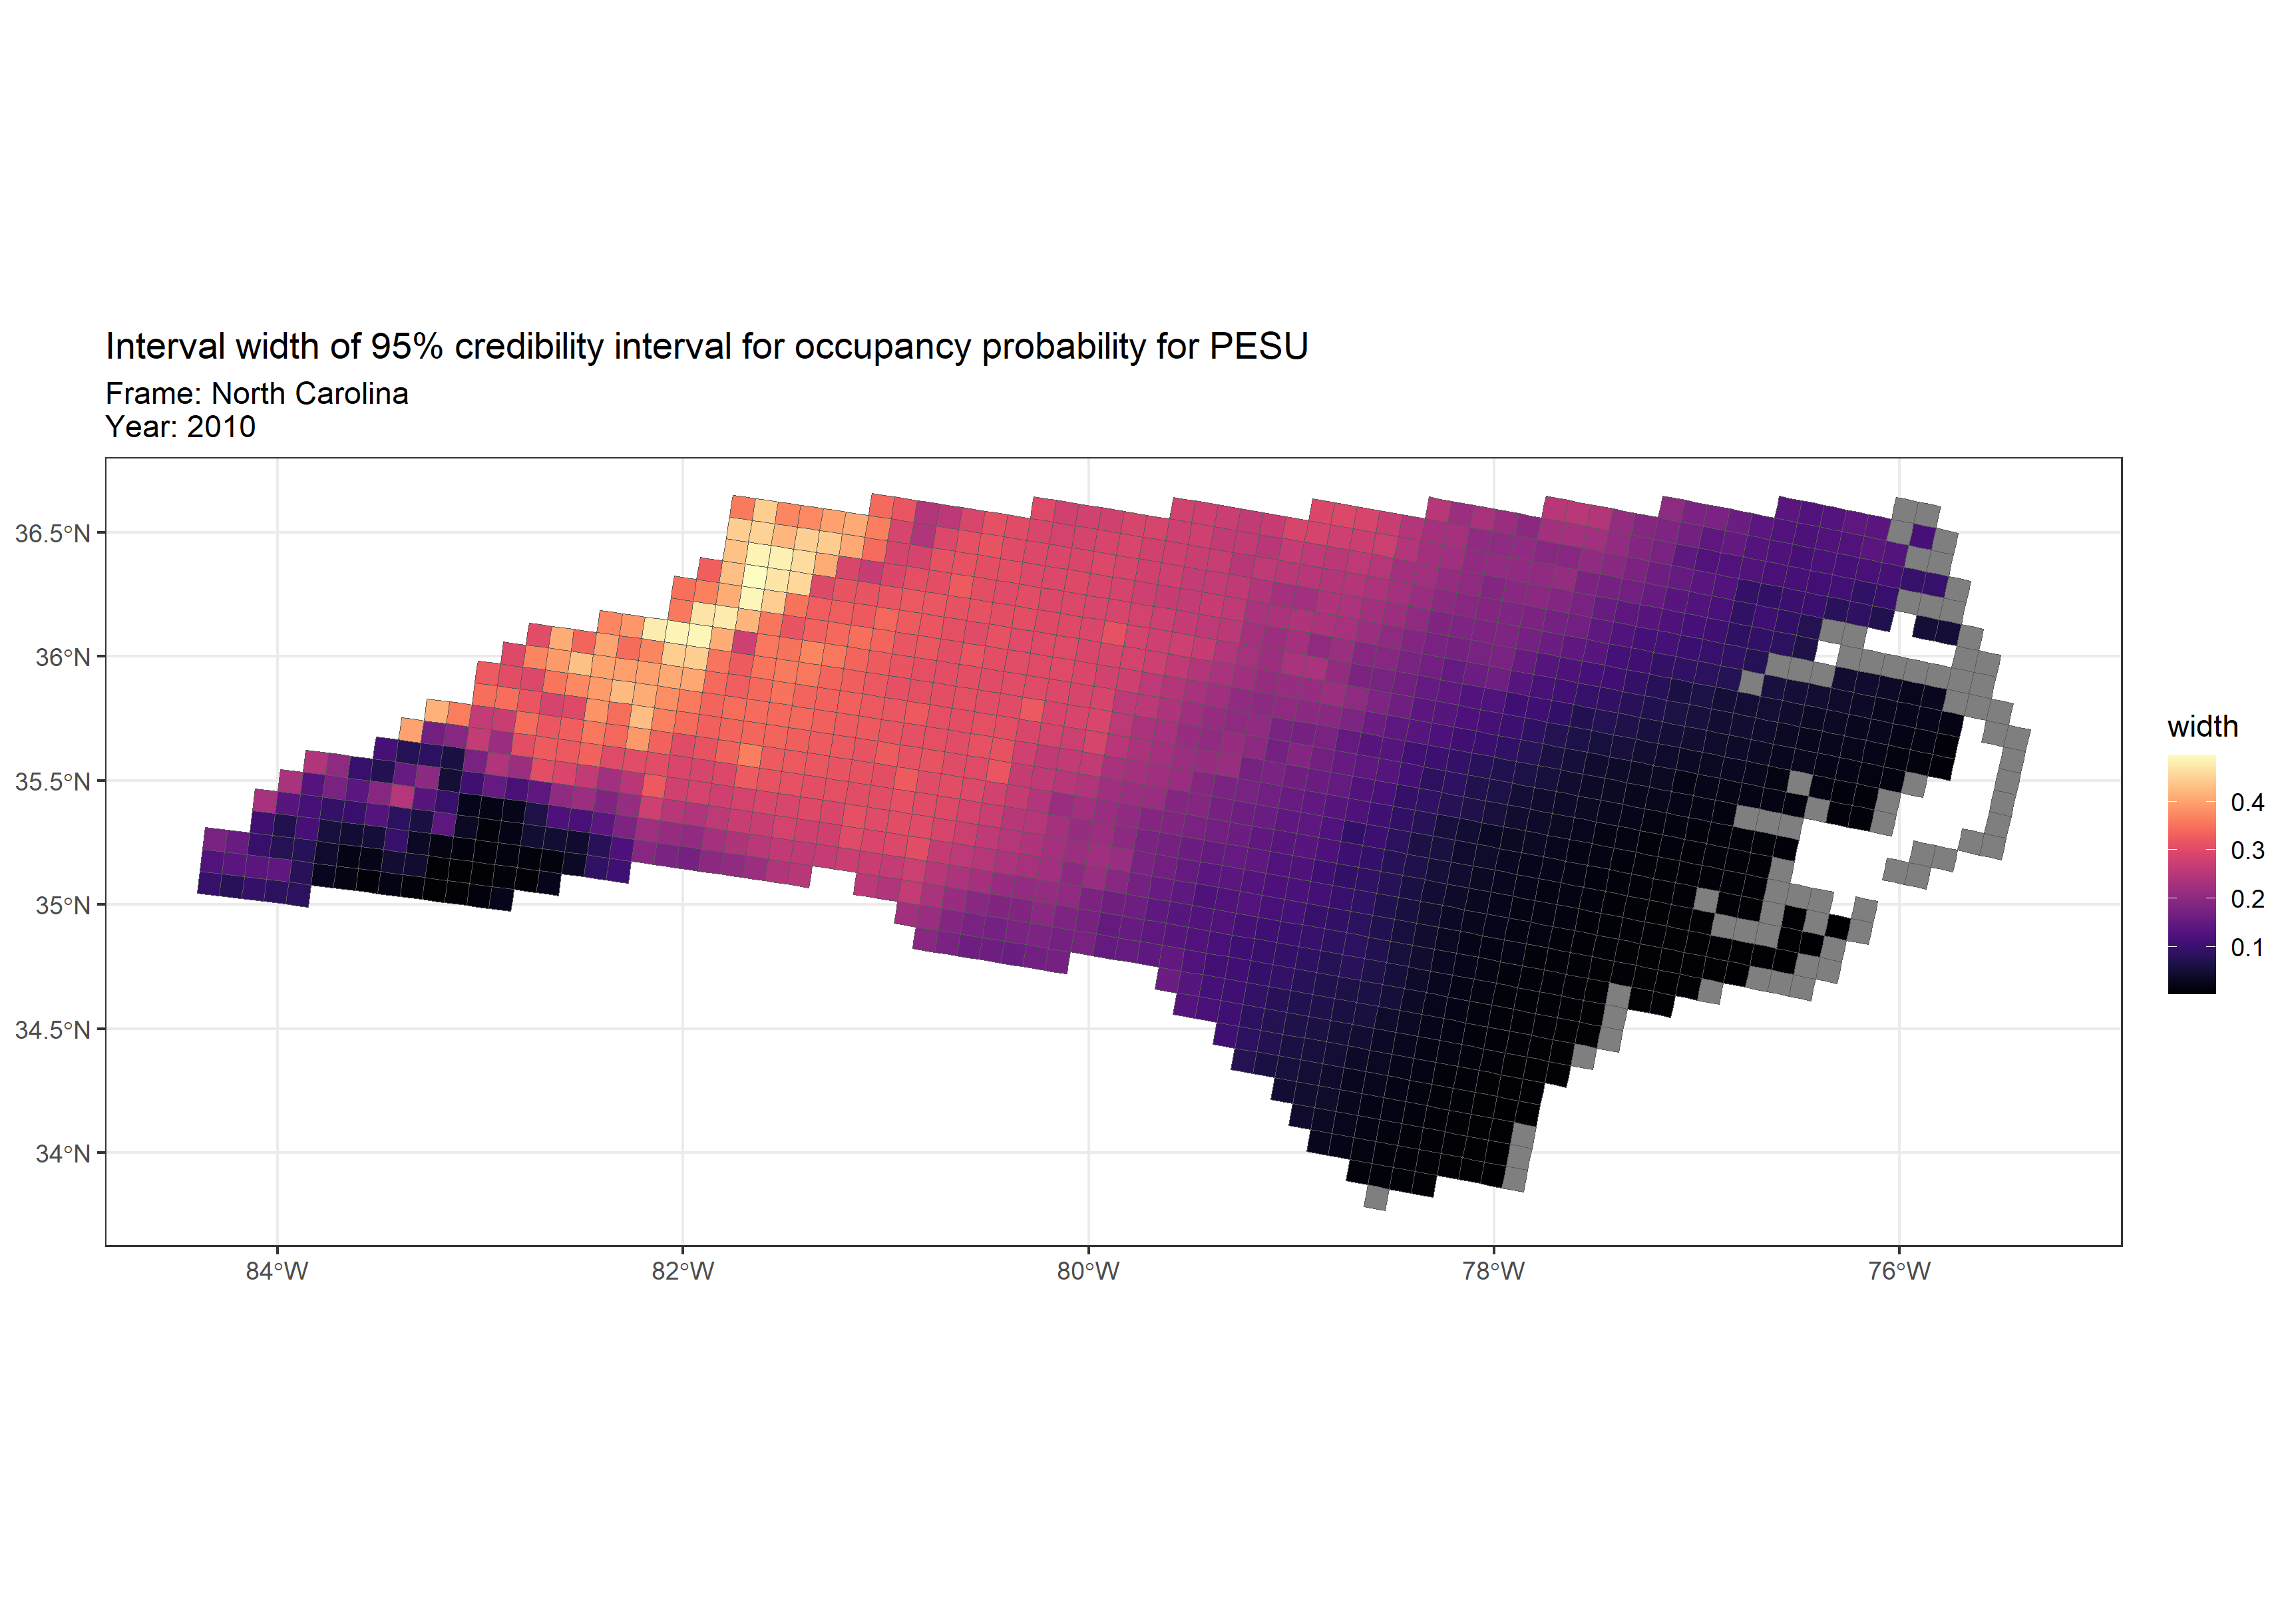 Interval width of 95% credibility interval for occupancy probability for PESU
Frame: North Carolina
Year: 2010
36.5°N
36°N
35.5°N
35°N
34.5°N
34°N
84°W
82°W
80°W
78°W
76°W
width
0.4
0.3
0.2
0.1